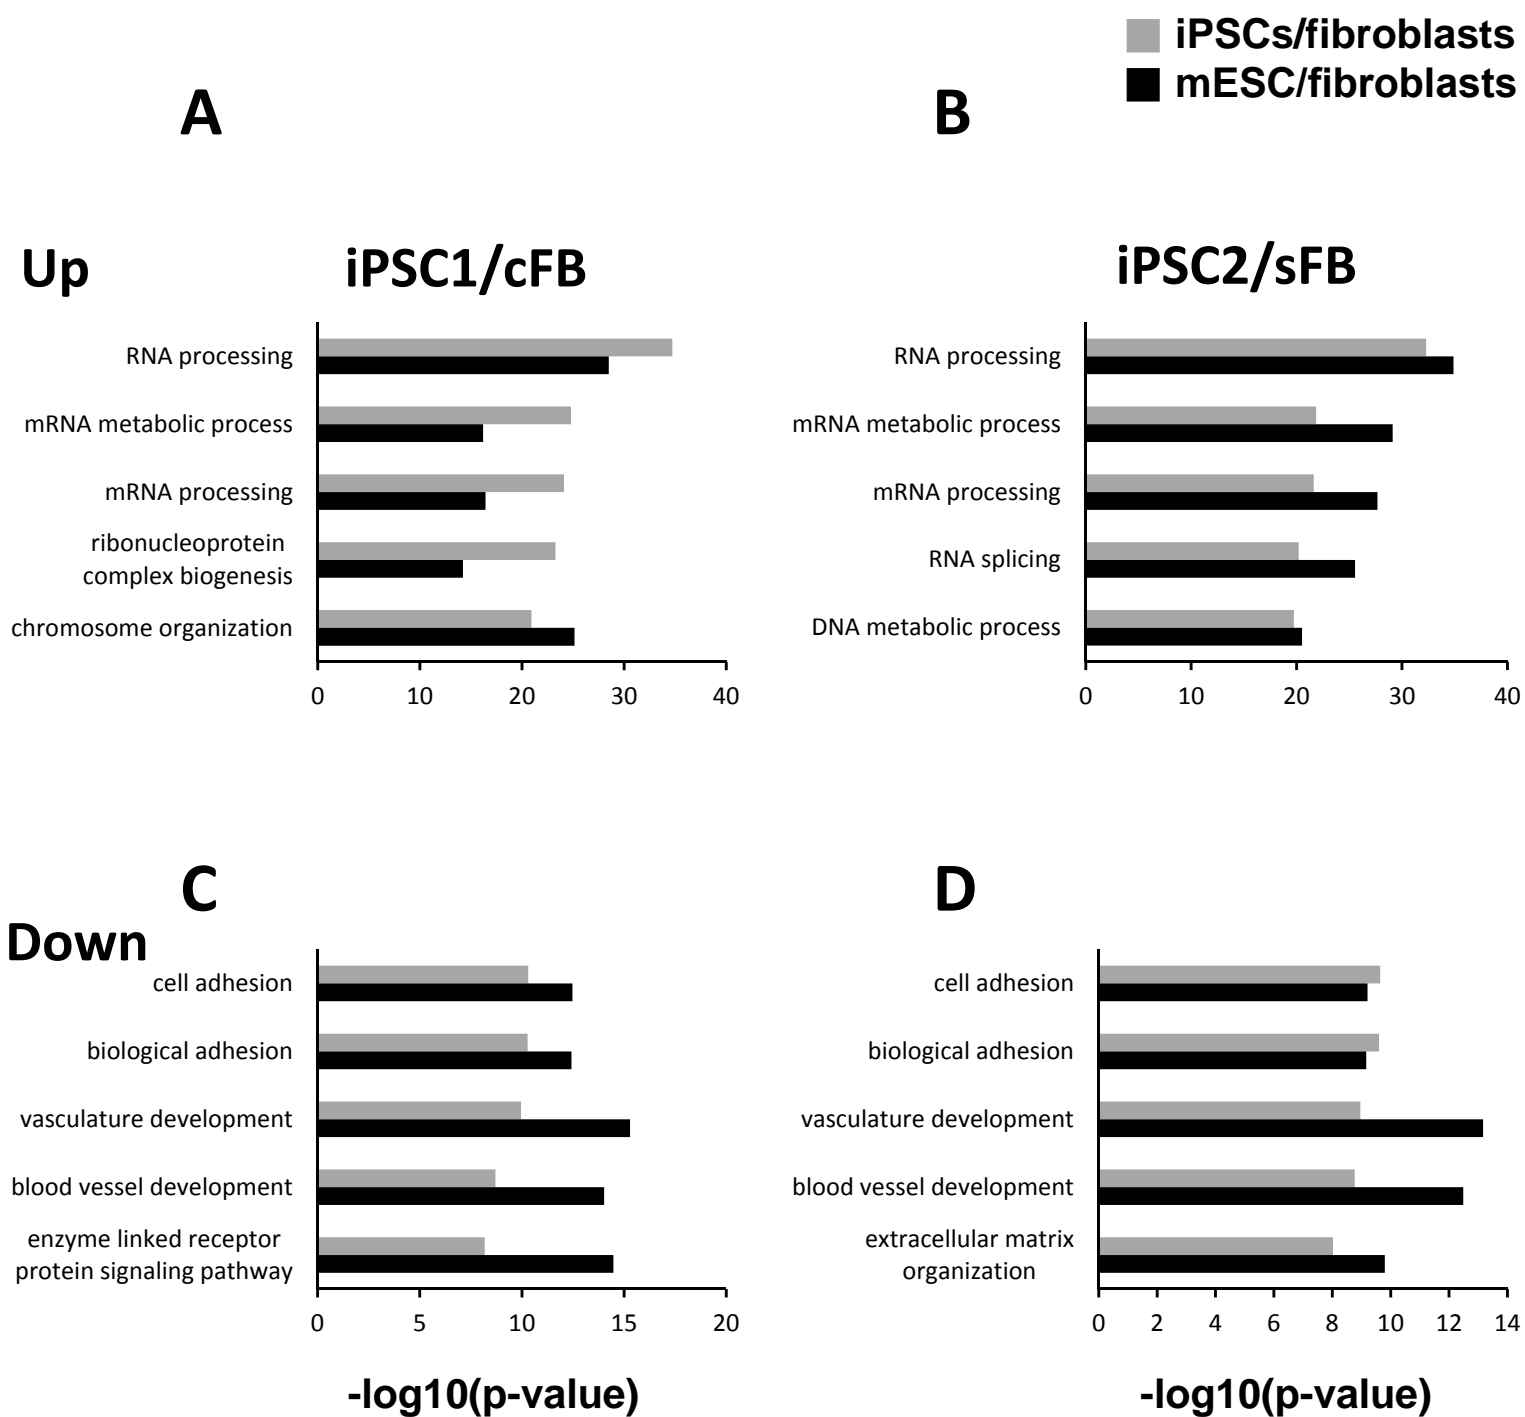 iPSCs/fibroblasts
mESC/fibroblasts
A
B
Up
iPSC1/cFB
iPSC2/sFB
RNA processing
mRNA metabolic process
mRNA processing
ribonucleoprotein
complex biogenesis
chromosome organization
0 10 20 30 40
RNA processing
mRNA metabolic process
mRNA processing
RNA splicing
DNA metabolic process
0 10 20 30 40
C
D
Down
cell adhesion
biological adhesion
vasculature development
blood vessel development
enzyme linked receptor
protein signaling pathway
0 5 10 15 20
-log10(p-value)
cell adhesion
biological adhesion
vasculature development
blood vessel development
extracellular matrix
organization
0 2 4 6 8 10 12 14
-log10(p-value)